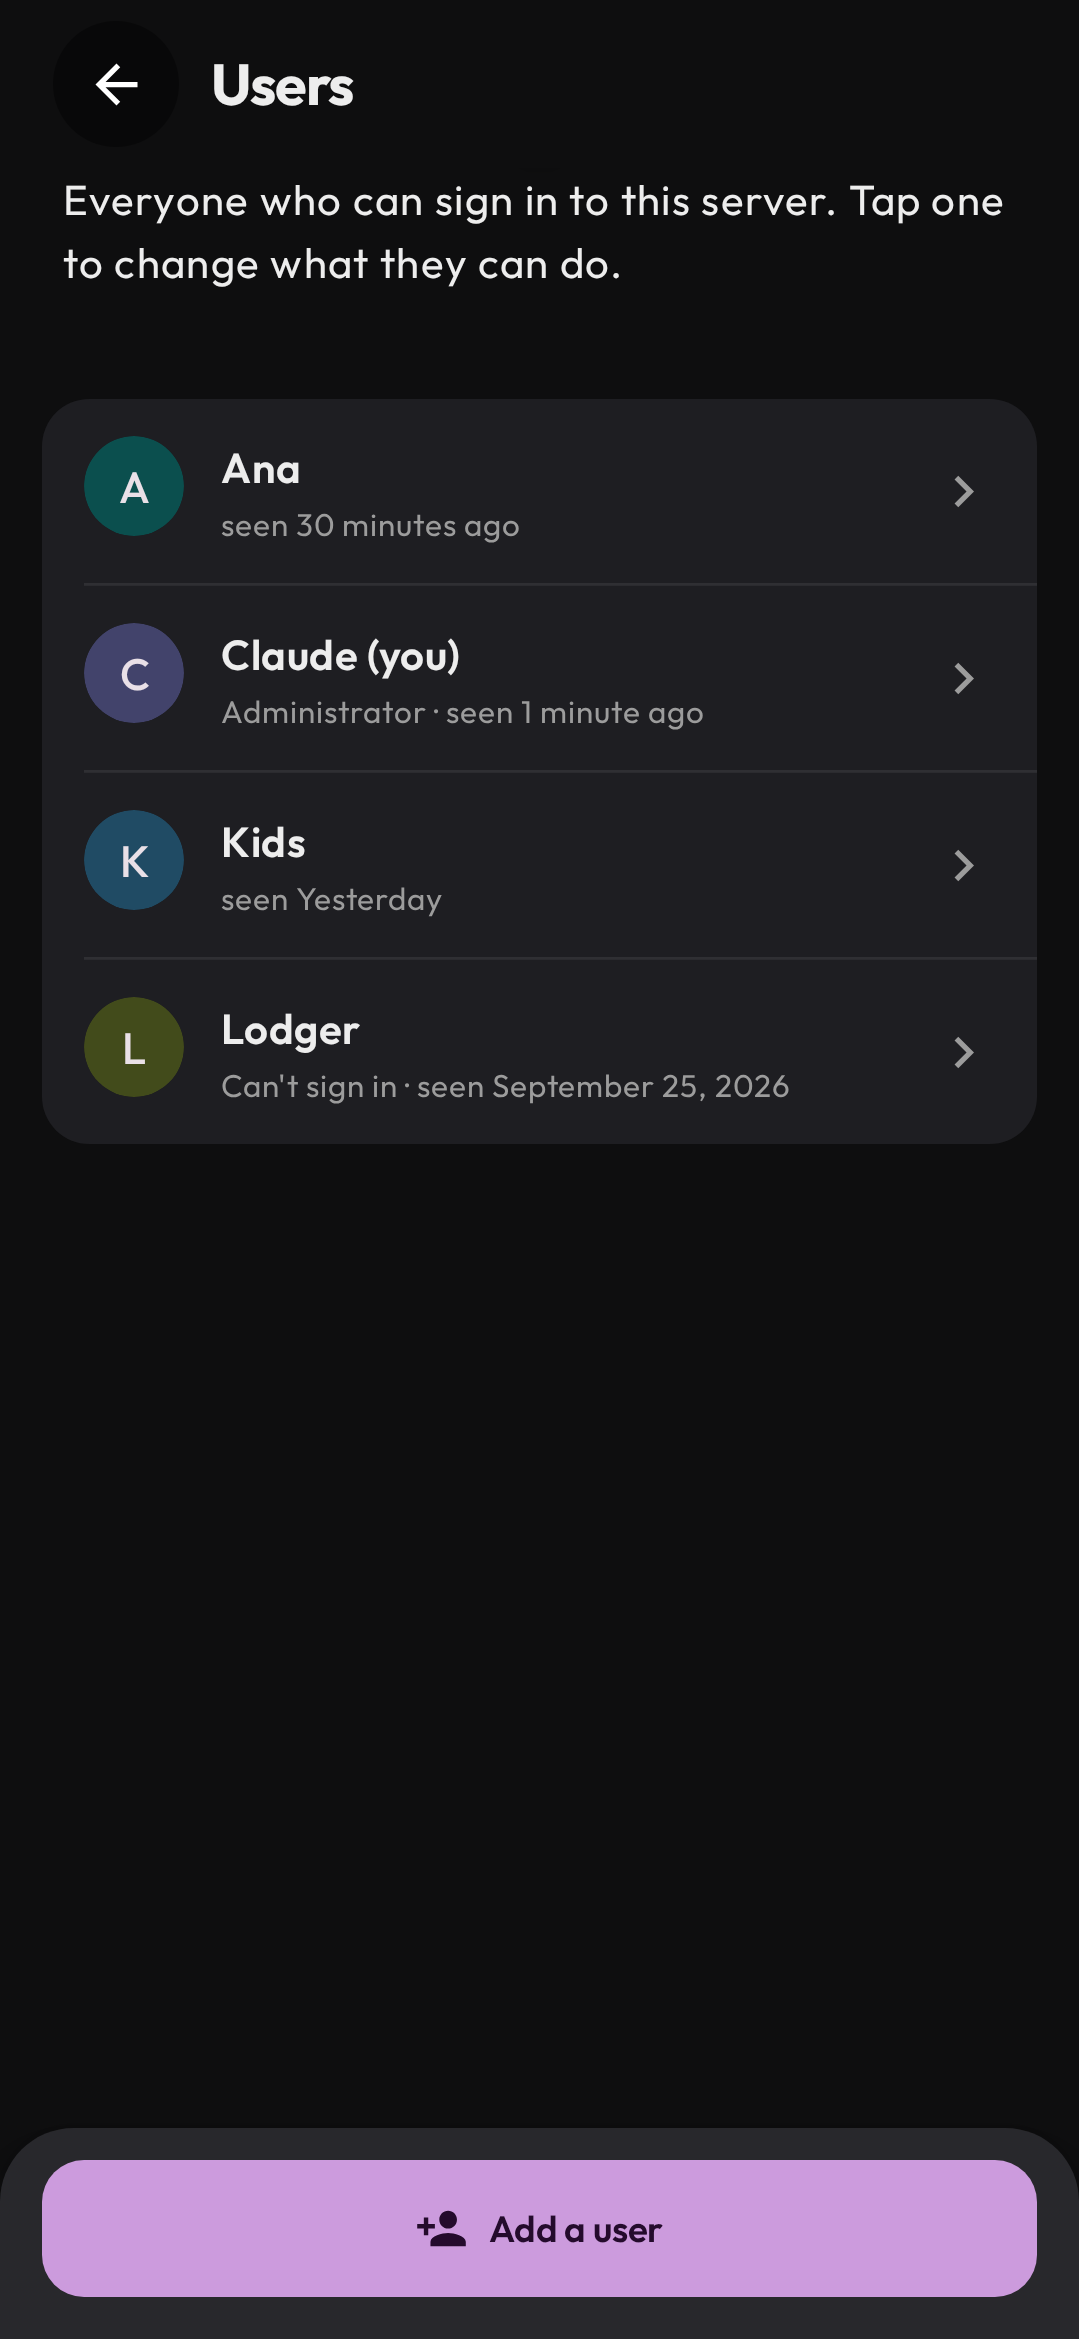 Users
Everyone who can sign in to this server. Tap one
to change what they can do.
A
Ana
seen 30 minutes ago
C
Claude (you)
Administrator · seen 1 minute ago
K
Kids
seen Yesterday
L
Lodger
Can't sign in · seen September 25, 2026
Add a user